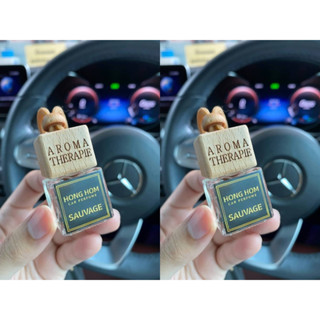 AROMA
THERAPIE
HONG HOM
CAR PERFUME
SAUVAGE
AROMA
THERAPIE
HONG HOM
CAR PERFUME
SAUVAGE